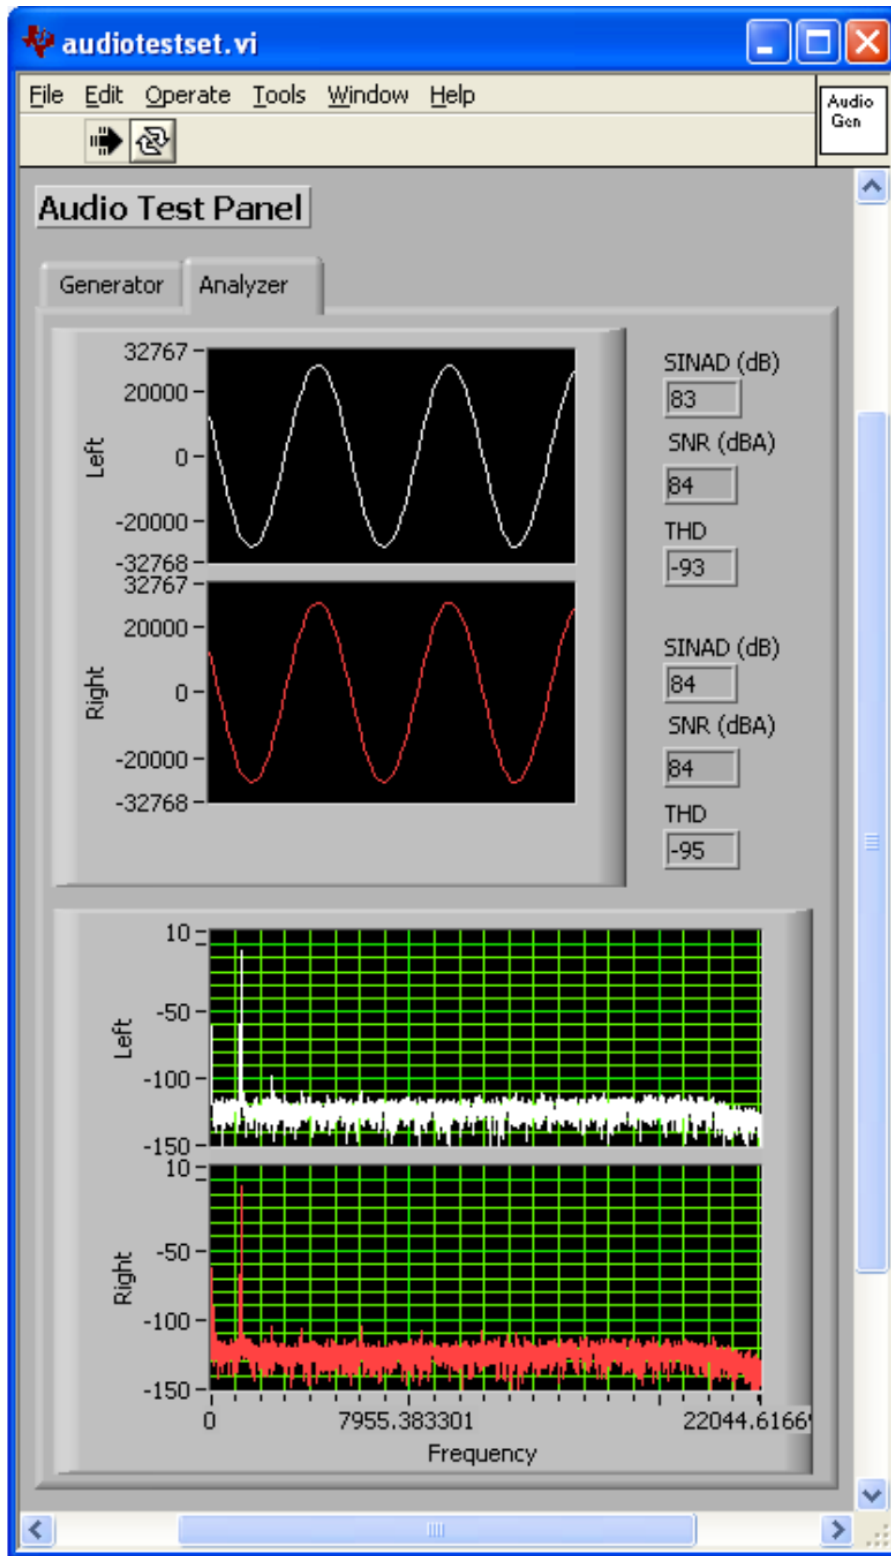 audiotestset.vi
File Edit Operate Tools Window Help
Audio
Gen
Audio Test Panel
Generator Analyzer
32767
20000
0
-20000
-32768
Left
SINAD (dB)
83
SNR (dBA)
84
THD
-93
32767
20000
0
-20000
-32768
Right
SINAD (dB)
84
SNR (dBA)
84
THD
-95
10
-50
-100
-150
Left
10
-50
-100
-150
Right
0 7955.383301 22044.6166
Frequency